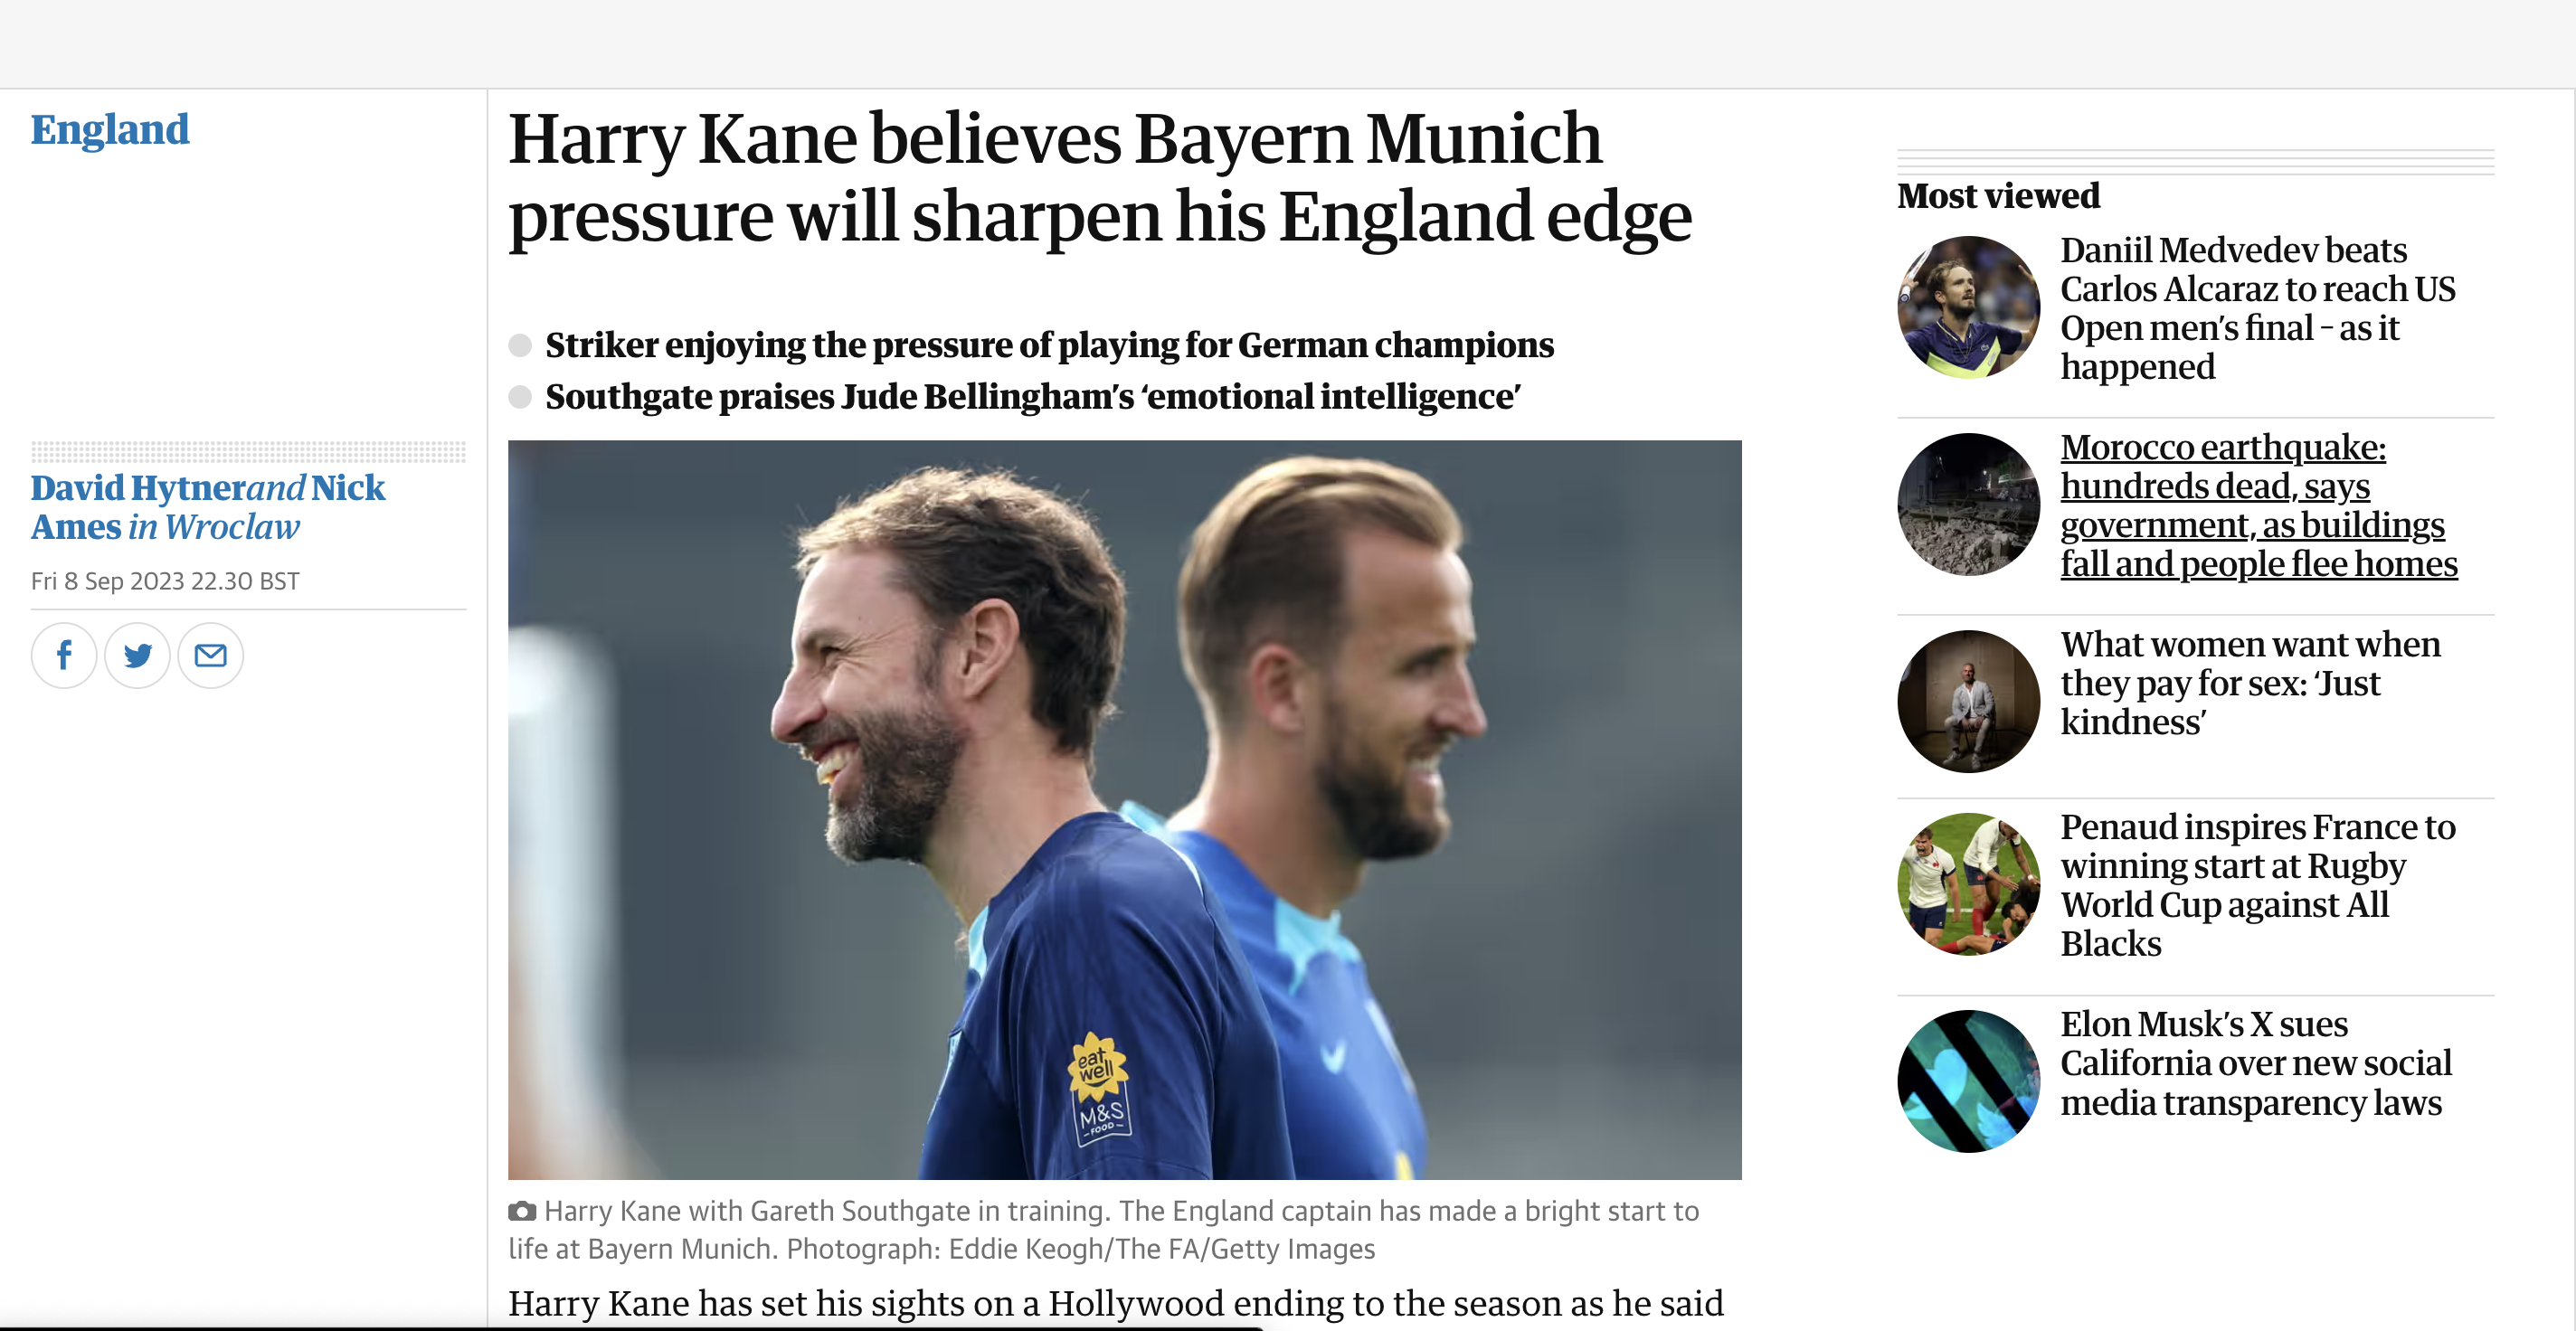 England
Harry Kane believes Bayern Munich
pressure will sharpen his England edge
Striker enjoying the pressure of playing for German champions
Southgate praises Jude Bellingham’s ‘emotional intelligence’
David Hytnerand Nick
Ames in Wroclaw
Fri 8 Sep 2023 22.30 BST
f
eat
well
M&S
–FOOD–
Harry Kane with Gareth Southgate in training. The England captain has made a bright start to
life at Bayern Munich. Photograph: Eddie Keogh/The FA/Getty Images
Harry Kane has set his sights on a Hollywood ending to the season as he said
Most viewed
Daniil Medvedev beats
Carlos Alcaraz to reach US
Open men’s final – as it
happened
Morocco earthquake:
hundreds dead, says
government, as buildings
fall and people flee homes
What women want when
they pay for sex: ‘Just
kindness’
Penaud inspires France to
winning start at Rugby
World Cup against All
Blacks
Elon Musk’s X sues
California over new social
media transparency laws